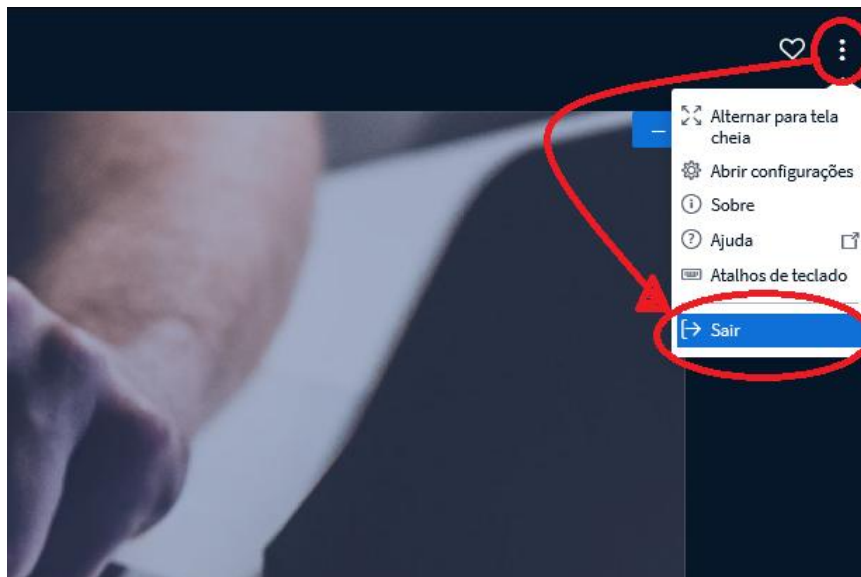 Alternar para tela
cheia
Abrir configurações
Sobre
Ajuda
Atalhos de teclado
Sair